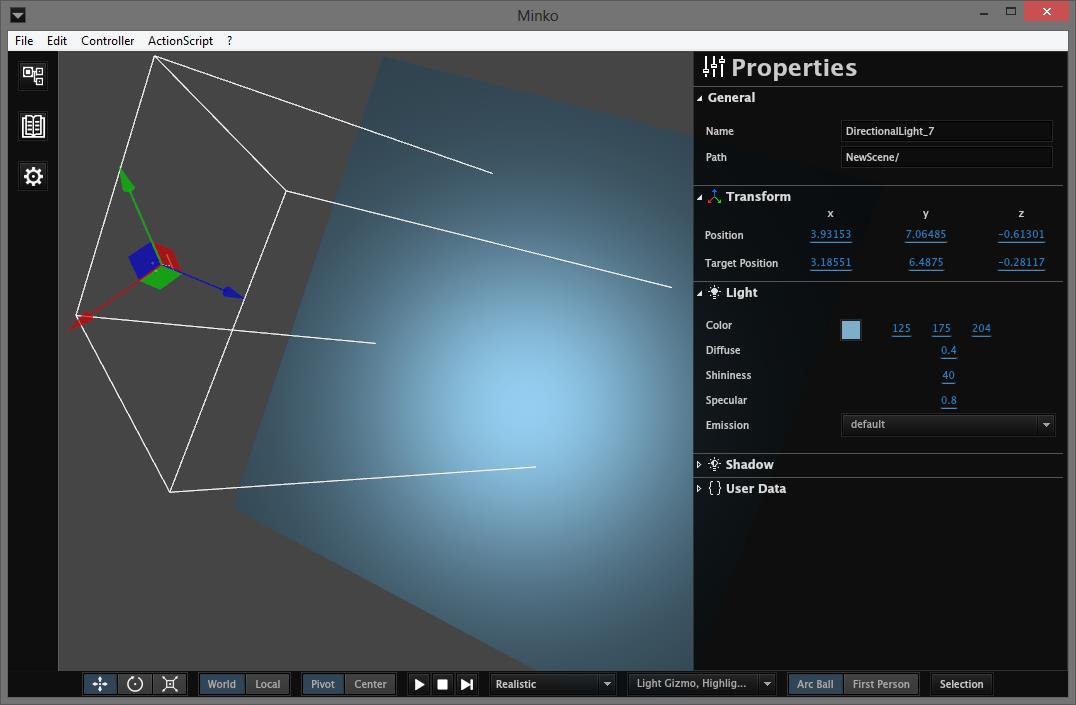 Minko
File Edit Controller ActionScript ?
Properties
General
Name DirectionalLight_7
Path NewScene/
Transform
x y z
Position 3.93153 7.06485 -0.61301
Target Position 3.18551 6.4875 -0.28117
Light
Color 125 175 204
Diffuse 0.4
Shininess 40
Specular 0.8
Emission default
Shadow
{ } User Data
World Local Pivot Center Realistic Light Gizmo, Highlig... Arc Ball First Person Selection